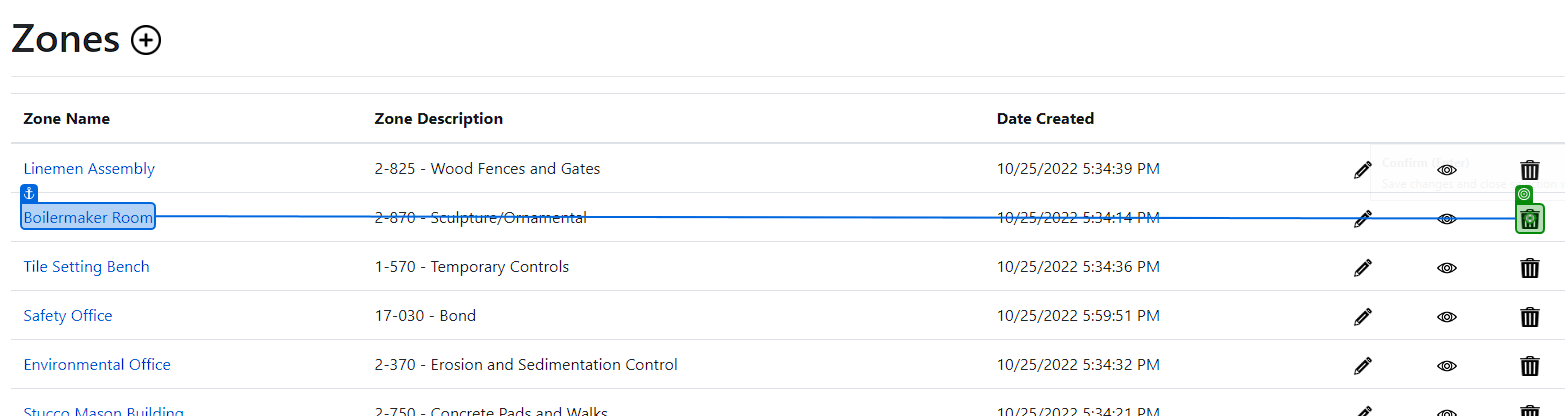 Zones
Zone Name Zone Description Date Created
Linemen Assembly 2-825 - Wood Fences and Gates 10/25/2022 5:34:39 PM
Confirm (Enter)
Save changes and close
Boilermaker Room 2-870 - Sculpture/Ornamental 10/25/2022 5:34:14 PM
Tile Setting Bench 1-570 - Temporary Controls 10/25/2022 5:34:36 PM
Safety Office 17-030 - Bond 10/25/2022 5:59:51 PM
Environmental Office 2-370 - Erosion and Sedimentation Control 10/25/2022 5:34:32 PM
Stucco Mason Building 2-750 - Concrete Pads and Walks 10/25/2022 5:34:21 PM